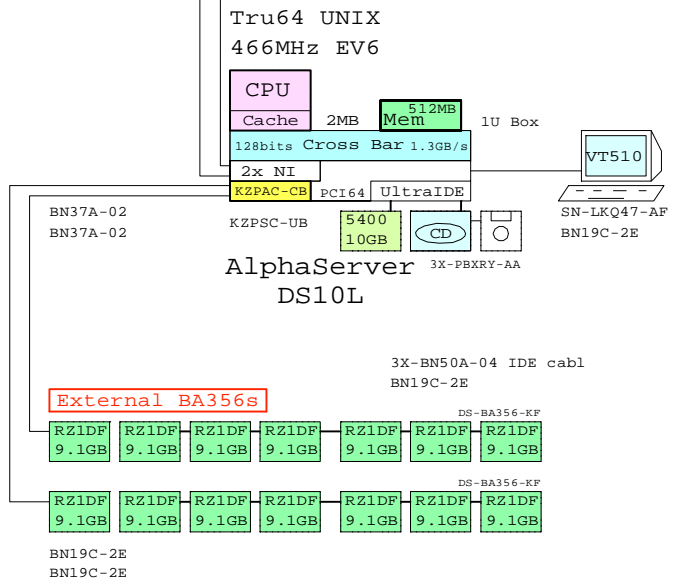 Tru64 UNIX
466MHz EV6
CPU
Cache
2MB
512MB
Mem
1U Box
128bits Cross Bar 1.3GB/s
VT510
2x NI
KZPAC-CB
PCI64
UltraIDE
BN37A-02
BN37A-02
KZPSC-UB
5400
10GB
CD
SN-LKQ47-AF
BN19C-2E
3X-PBXRY-AA
AlphaServer
DS10L
3X-BN50A-04 IDE cabl
BN19C-2E
External BA356s
DS-BA356-KF
RZ1DF RZ1DF RZ1DF RZ1DF RZ1DF RZ1DF RZ1DF
9.1GB 9.1GB 9.1GB 9.1GB 9.1GB 9.1GB 9.1GB
DS-BA356-KF
RZ1DF RZ1DF RZ1DF RZ1DF RZ1DF RZ1DF RZ1DF
9.1GB 9.1GB 9.1GB 9.1GB 9.1GB 9.1GB 9.1GB
BN19C-2E
BN19C-2E